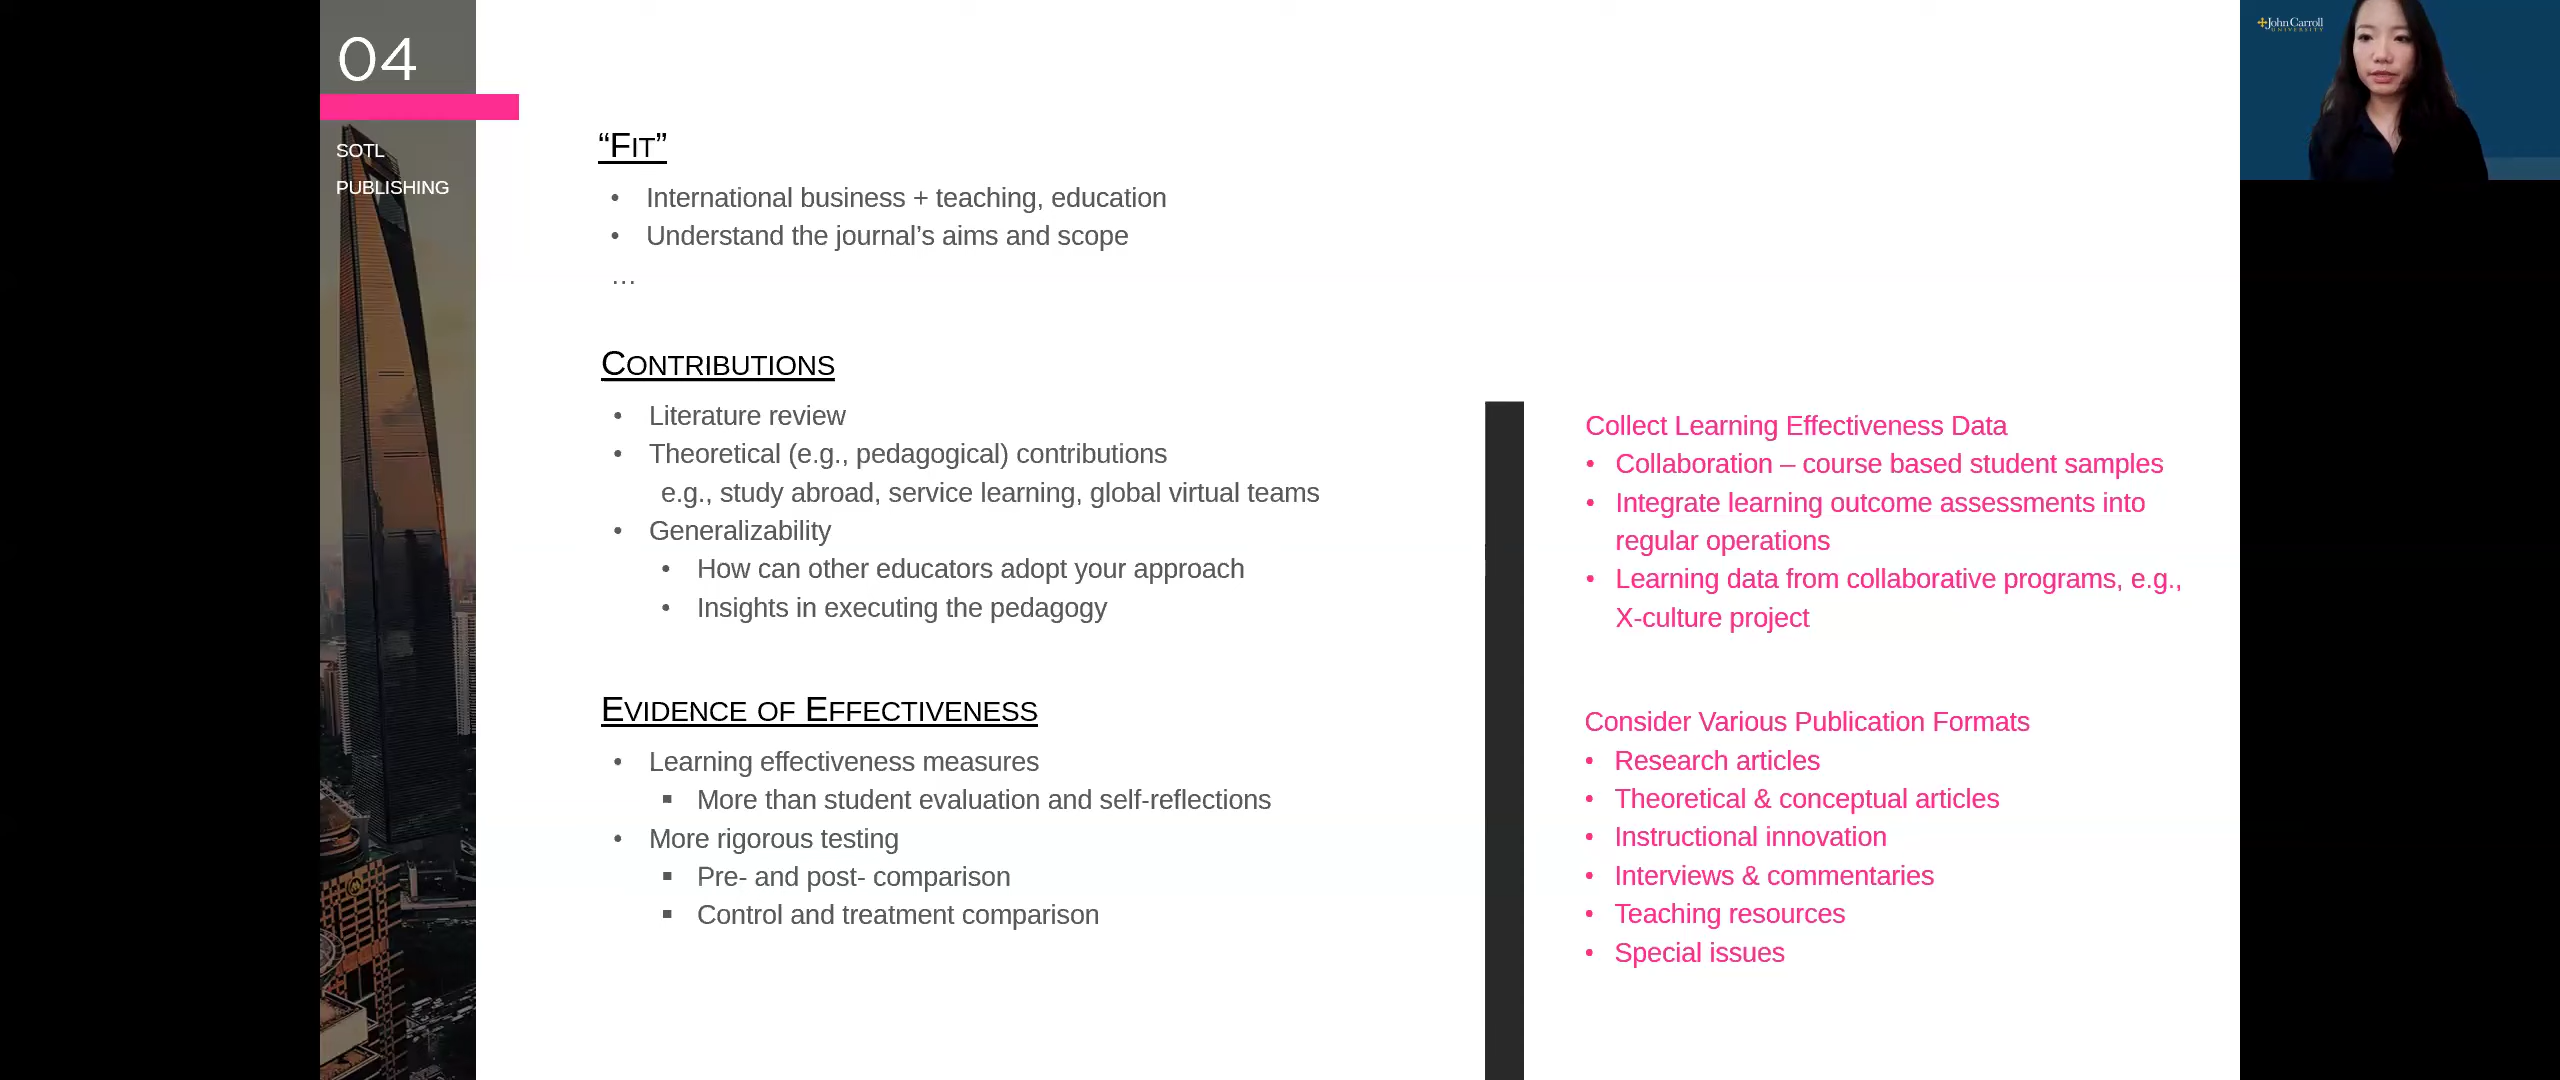 04
SOTL
PUBLISHING
“FIT”
• International business + teaching, education
• Understand the journal’s aims and scope
…
CONTRIBUTIONS
• Literature review
• Theoretical (e.g., pedagogical) contributions
e.g., study abroad, service learning, global virtual teams
• Generalizability
• How can other educators adopt your approach
• Insights in executing the pedagogy
EVIDENCE OF EFFECTIVENESS
• Learning effectiveness measures
▪ More than student evaluation and self-reflections
• More rigorous testing
▪ Pre- and post- comparison
▪ Control and treatment comparison
Collect Learning Effectiveness Data
• Collaboration – course based student samples
• Integrate learning outcome assessments into
regular operations
• Learning data from collaborative programs, e.g.,
X-culture project
Consider Various Publication Formats
• Research articles
• Theoretical & conceptual articles
• Instructional innovation
• Interviews & commentaries
• Teaching resources
• Special issues
John Carroll
UNIVERSITY